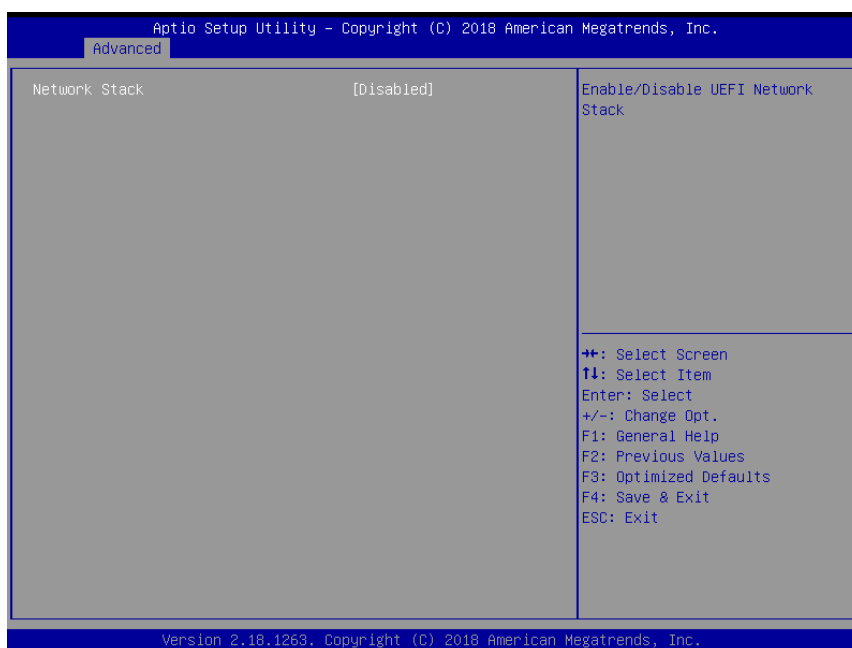 Aptio Setup Utility – Copyright (C) 2018 American Megatrends, Inc.
Advanced
Network Stack [Disabled]
Enable/Disable UEFI Network
Stack
→←: Select Screen
↑↓: Select Item
Enter: Select
+/-: Change Opt.
F1: General Help
F2: Previous Values
F3: Optimized Defaults
F4: Save & Exit
ESC: Exit
Version 2.18.1263. Copyright (C) 2018 American Megatrends, Inc.